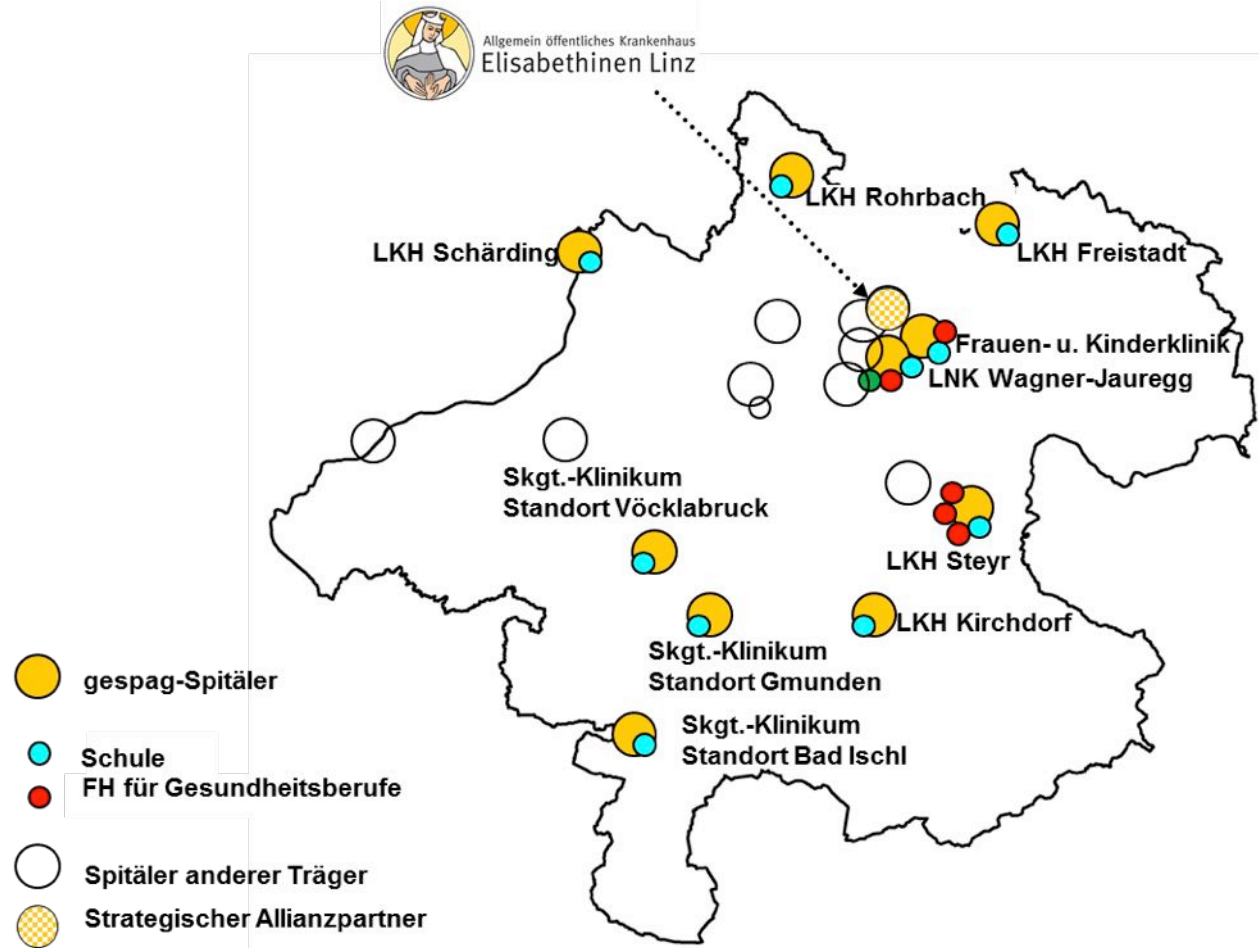 Allgemein öffentliches Krankenhaus
Elisabethinen Linz
LKH Rohrbach
LKH Schärding
LKH Freistadt
Frauen- u. Kinderklinik
LNK Wagner-Jauregg
Skgt.-Klinikum
Standort Vöcklabruck
LKH Steyr
LKH Kirchdorf
Skgt.-Klinikum
Standort Gmunden
Skgt.-Klinikum
Standort Bad Ischl
gespag-Spitäler
Schule
FH für Gesundheitsberufe
Spitäler anderer Träger
Strategischer Allianzpartner